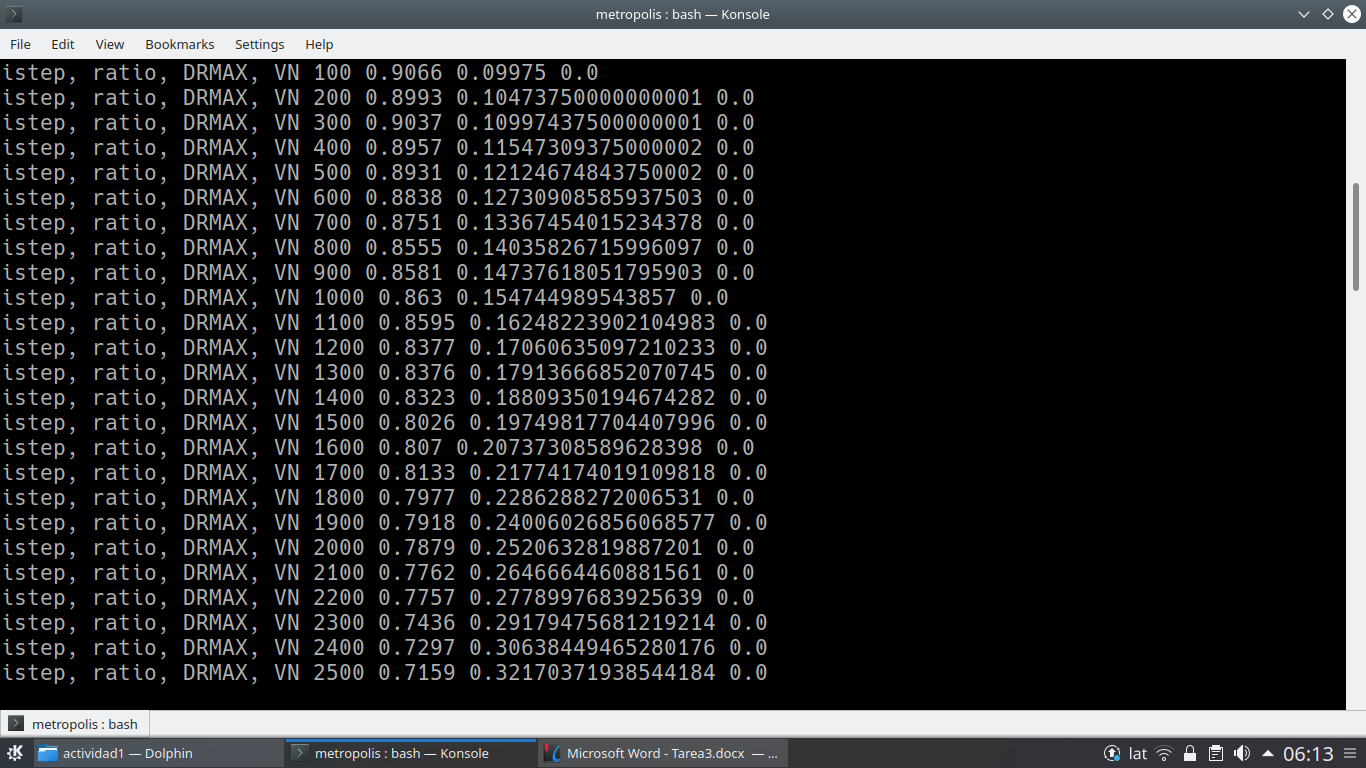 metropolis : bash — Konsole
File Edit View Bookmarks Settings Help
istep, ratio, DRMAX, VN 100 0.9066 0.09975 0.0
istep, ratio, DRMAX, VN 200 0.8993 0.10473750000000001 0.0
istep, ratio, DRMAX, VN 300 0.9037 0.10997437500000001 0.0
istep, ratio, DRMAX, VN 400 0.8957 0.11547309375000002 0.0
istep, ratio, DRMAX, VN 500 0.8931 0.12124674843750002 0.0
istep, ratio, DRMAX, VN 600 0.8838 0.12730908585937503 0.0
istep, ratio, DRMAX, VN 700 0.8751 0.13367454015234378 0.0
istep, ratio, DRMAX, VN 800 0.8555 0.14035826715996097 0.0
istep, ratio, DRMAX, VN 900 0.8581 0.14737618051795903 0.0
istep, ratio, DRMAX, VN 1000 0.863 0.154744989543857 0.0
istep, ratio, DRMAX, VN 1100 0.8595 0.16248223902104983 0.0
istep, ratio, DRMAX, VN 1200 0.8377 0.17060635097210233 0.0
istep, ratio, DRMAX, VN 1300 0.8376 0.17913666852070745 0.0
istep, ratio, DRMAX, VN 1400 0.8323 0.18809350194674282 0.0
istep, ratio, DRMAX, VN 1500 0.8026 0.19749817704407996 0.0
istep, ratio, DRMAX, VN 1600 0.807 0.20737308589628398 0.0
istep, ratio, DRMAX, VN 1700 0.8133 0.21774174019109818 0.0
istep, ratio, DRMAX, VN 1800 0.7977 0.2286288272006531 0.0
istep, ratio, DRMAX, VN 1900 0.7918 0.24006026856068577 0.0
istep, ratio, DRMAX, VN 2000 0.7879 0.2520632819887201 0.0
istep, ratio, DRMAX, VN 2100 0.7762 0.2646664460881561 0.0
istep, ratio, DRMAX, VN 2200 0.7757 0.2778997683925639 0.0
istep, ratio, DRMAX, VN 2300 0.7436 0.29179475681219214 0.0
istep, ratio, DRMAX, VN 2400 0.7297 0.30638449465280176 0.0
istep, ratio, DRMAX, VN 2500 0.7159 0.32170371938544184 0.0
metropolis : bash
actividad1 — Dolphin metropolis : bash — Konsole Microsoft Word - Tarea3.docx — ... lat 06:13